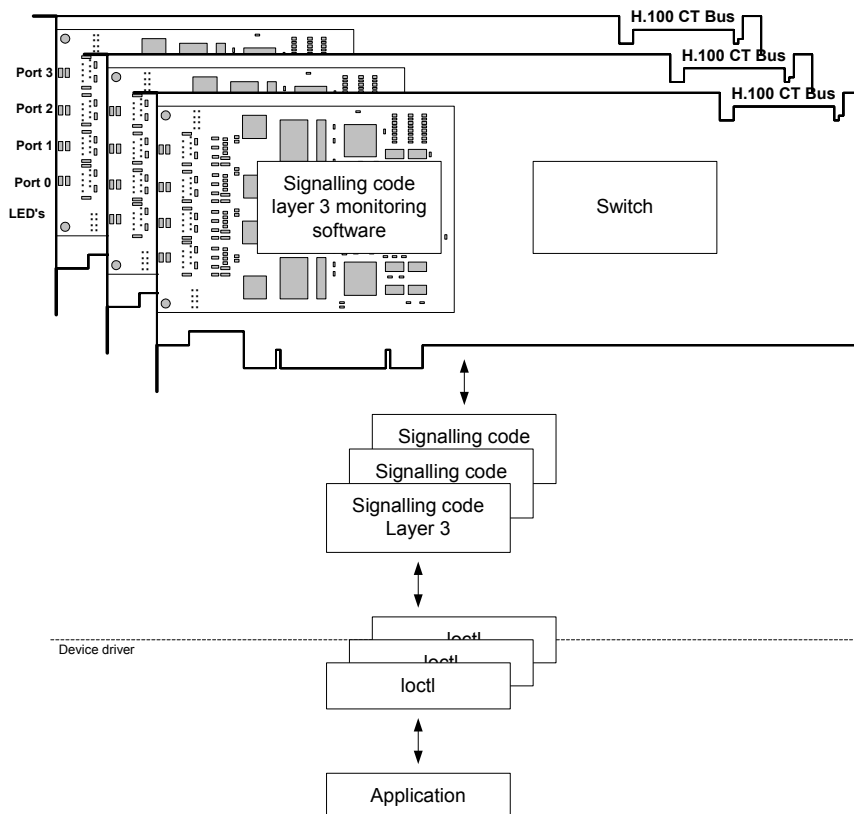 H.100 CT Bus
H.100 CT Bus
H.100 CT Bus
Port 3
Port 2
Port 1
Port 0
LED's
Signalling code
layer 3 monitoring
software
Switch
Signalling code
Signalling code
Signalling code
Layer 3
Ioctl
Ioctl
Device driver
Ioctl
Application